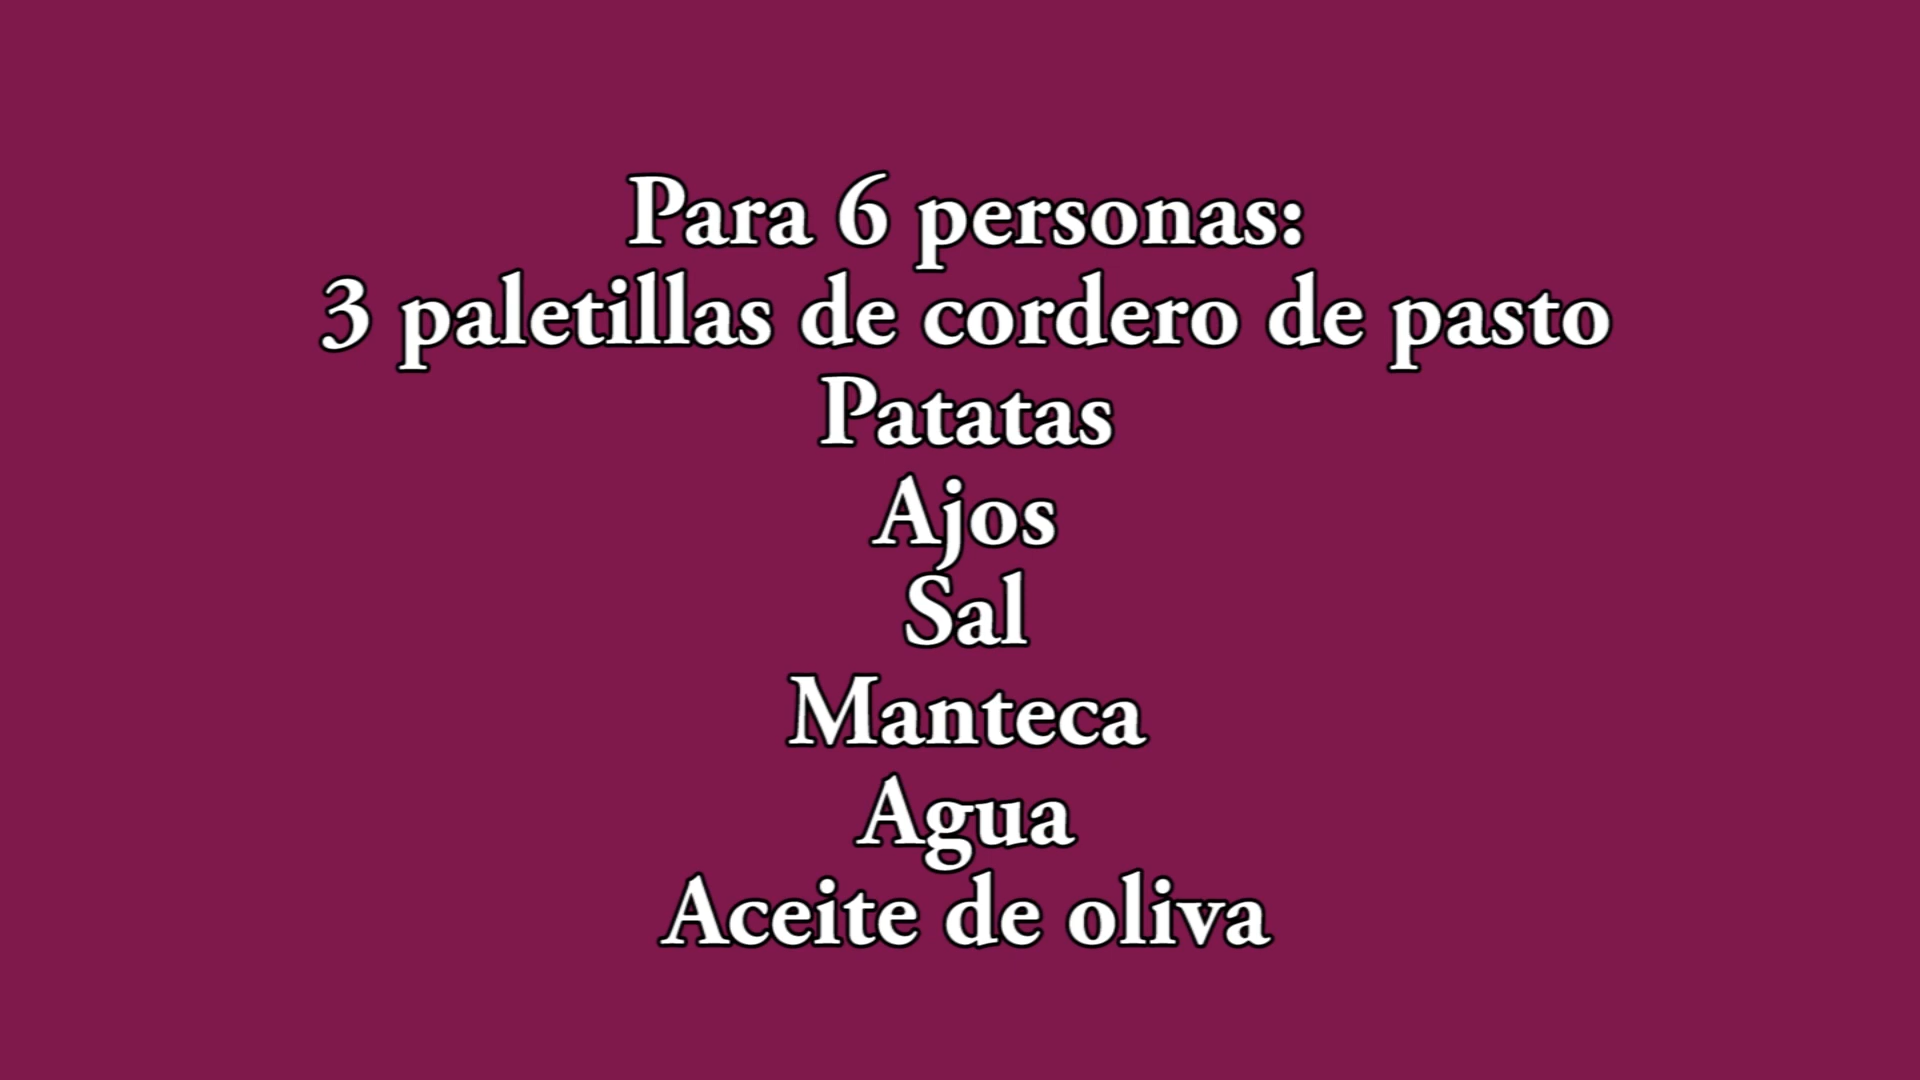 Para 6 personas:
3 paletillas de cordero de pasto
Patatas
Ajos
Sal
Manteca
Agua
Aceite de oliva